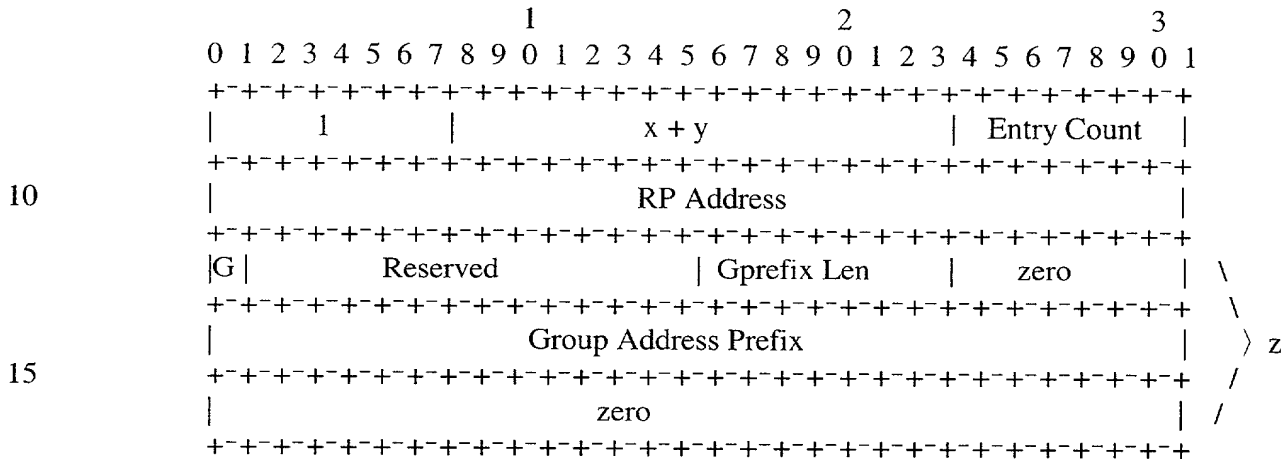 1 2 3
0 1 2 3 4 5 6 7 8 9 0 1 2 3 4 5 6 7 8 9 0 1 2 3 4 5 6 7 8 9 0 1
+-+-+-+-+-+-+-+-+-+-+-+-+-+-+-+-+-+-+-+-+-+-+-+-+-+-+-+-+-+-+-+
| 1 | x + y | Entry Count |
+-+-+-+-+-+-+-+-+-+-+-+-+-+-+-+-+-+-+-+-+-+-+-+-+-+-+-+-+-+-+-+
10 | RP Address |
+-+-+-+-+-+-+-+-+-+-+-+-+-+-+-+-+-+-+-+-+-+-+-+-+-+-+-+-+-+-+-+
|G| Reserved | Gprefix Len | zero | \
+-+-+-+-+-+-+-+-+-+-+-+-+-+-+-+-+-+-+-+-+-+-+-+-+-+-+-+-+-+-+-+ \
| Group Address Prefix | > z
15 +-+-+-+-+-+-+-+-+-+-+-+-+-+-+-+-+-+-+-+-+-+-+-+-+-+-+-+-+-+-+-+ /
| zero | /
+-+-+-+-+-+-+-+-+-+-+-+-+-+-+-+-+-+-+-+-+-+-+-+-+-+-+-+-+-+-+-+